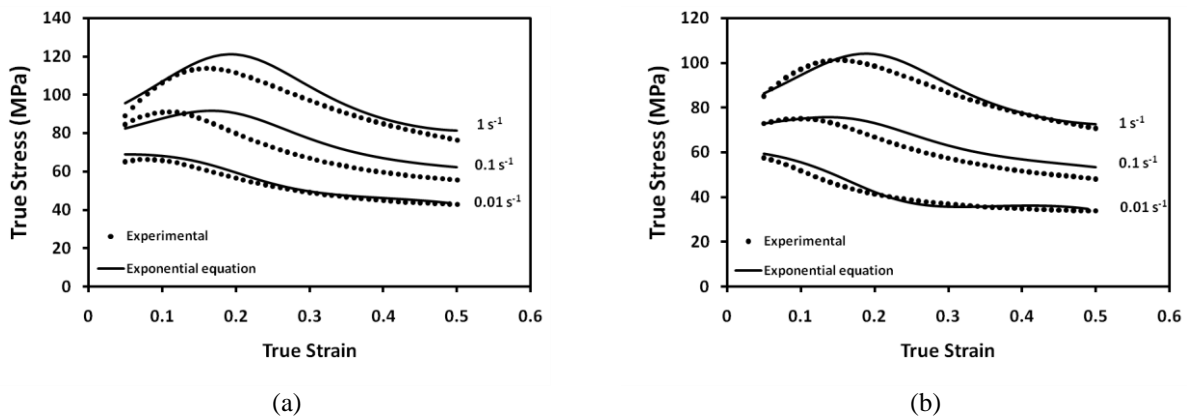 140
120
100
80
60
40
20
0
True Stress (MPa)
1 s⁻¹
0.1 s⁻¹
0.01 s⁻¹
Experimental
Exponential equation
0 0.1 0.2 0.3 0.4 0.5 0.6
True Strain
(a)
120
100
80
60
40
20
0
True Stress (MPa)
1 s⁻¹
0.1 s⁻¹
0.01 s⁻¹
Experimental
Exponential equation
0 0.1 0.2 0.3 0.4 0.5 0.6
True Strain
(b)